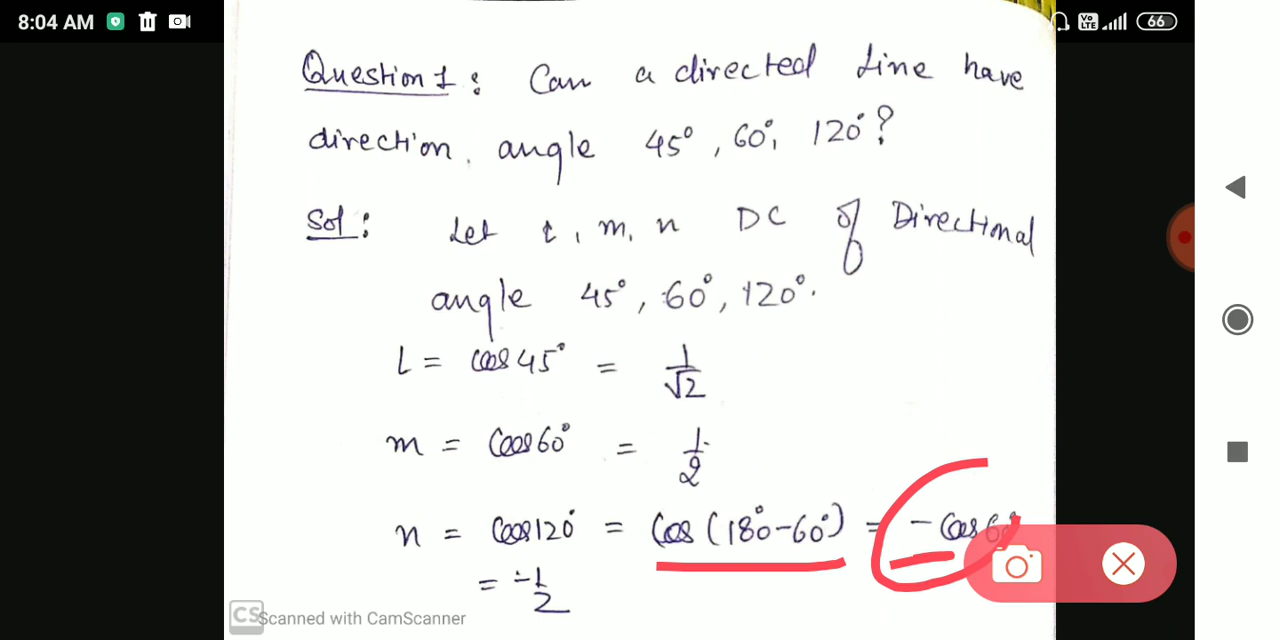 8:04 AM
Vo LTE 66
Question 1: Can a directed line have
direction, angle 45°, 60°, 120°?
Sol: Let l, m, n DC of Directional
angle 45°, 60°, 120°.
L = cos 45° = 1/√2
m = Cos 60° = 1/2
n = Cos 120° = Cos (180° - 60°) = - Cos 60°
= -1/2
CS Scanned with CamScanner